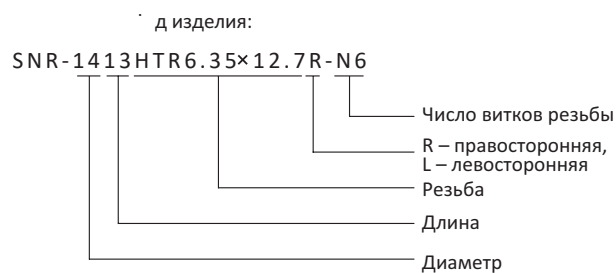 д изделия:
SNR-1413HTR6.35×12.7R-N6
Число витков резьбы
R – правосторонняя,
L – левосторонняя
Резьба
Длина
Диаметр